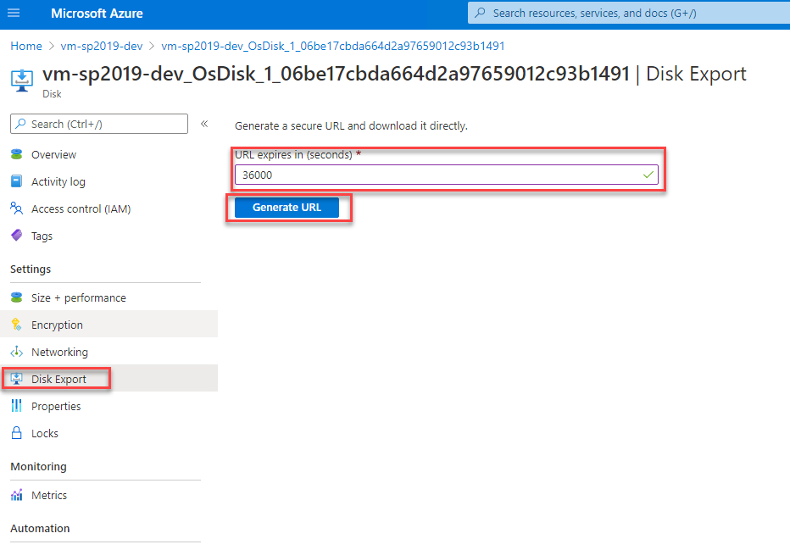 Microsoft Azure
Search resources, services, and docs (G+/)
Home > vm-sp2019-dev > vm-sp2019-dev_OsDisk_1_06be17cbda664d2a97659012c93b1491
vm-sp2019-dev_OsDisk_1_06be17cbda664d2a97659012c93b1491 | Disk Export
Disk
Search (Ctrl+/)
«
Overview
Activity log
Access control (IAM)
Tags
Settings
Size + performance
Encryption
Networking
Disk Export
Properties
Locks
Monitoring
Metrics
Automation
Generate a secure URL and download it directly.
URL expires in (seconds) *
36000
Generate URL